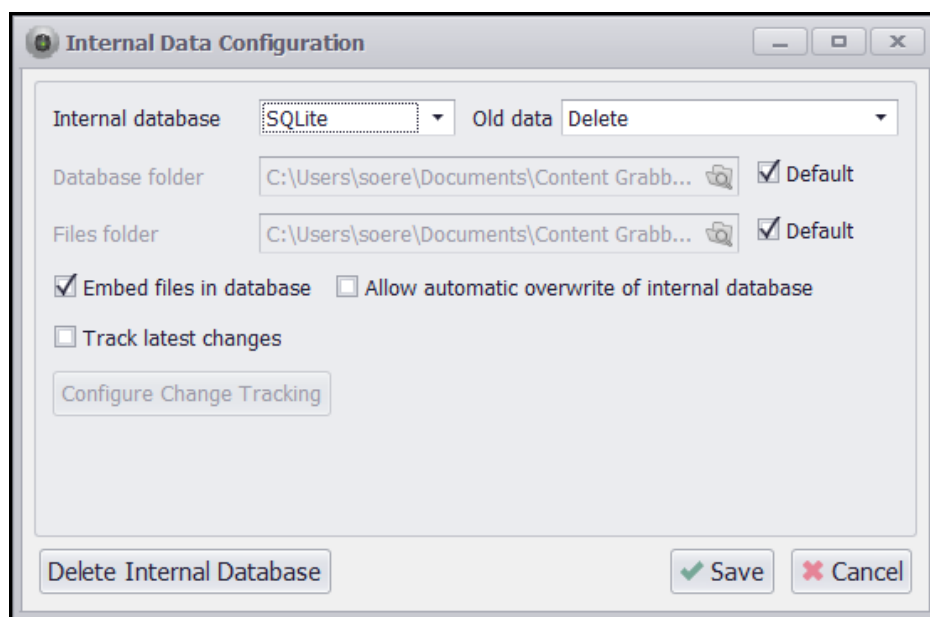 Internal Data Configuration
Internal database SQLite Old data Delete
Database folder C:\Users\soere\Documents\Content Grabb... Default
Files folder C:\Users\soere\Documents\Content Grabb... Default
Embed files in database Allow automatic overwrite of internal database
Track latest changes
Configure Change Tracking
Delete Internal Database Save Cancel